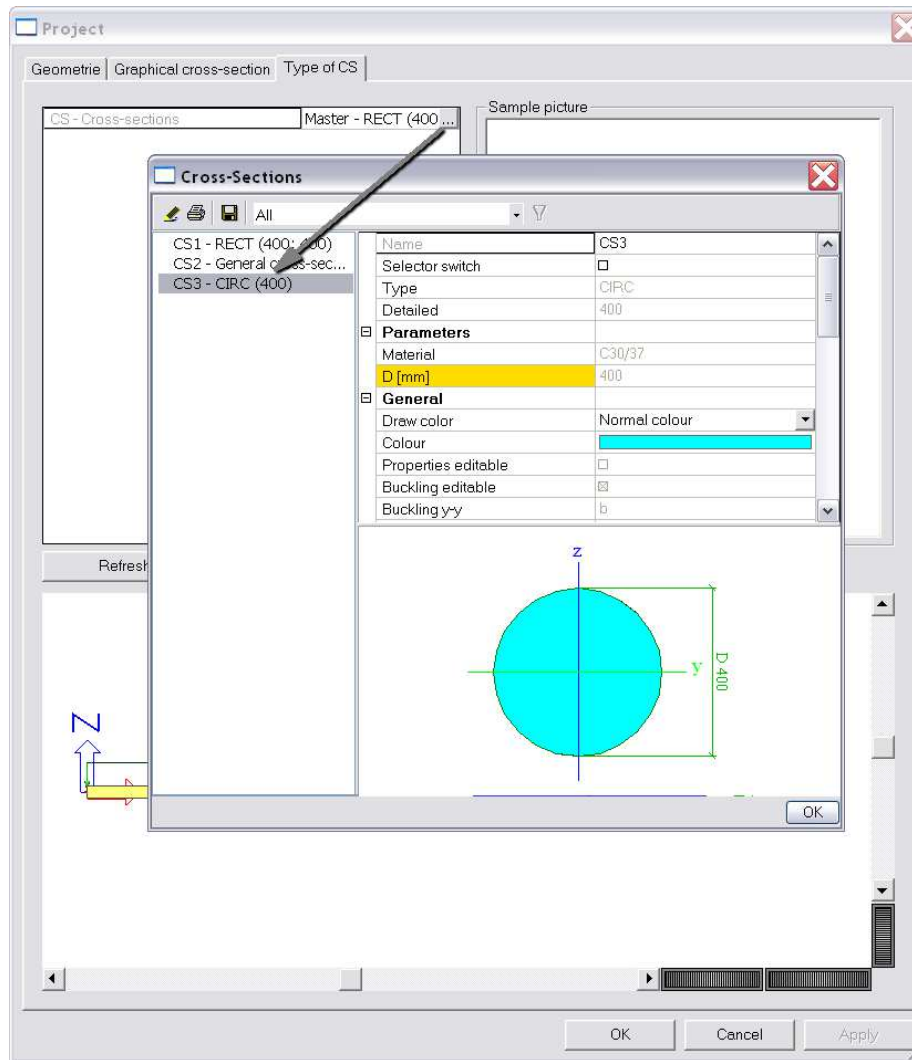 Project
Geometrie Graphical cross-section Type of CS
CS - Cross-sections Master - RECT (400 ...
Sample picture
Cross-Sections
All
CS1 - RECT (400; 400)
CS2 - General cross-sec...
CS3 - CIRC (400)
Name CS3
Selector switch
Type CIRC
Detailed 400
Parameters
Material C30/37
D [mm] 400
General
Draw color Normal colour
Colour
Properties editable
Buckling editable
Buckling y-y b
Refresh
z
y
D 400
Z
OK
OK Cancel Apply